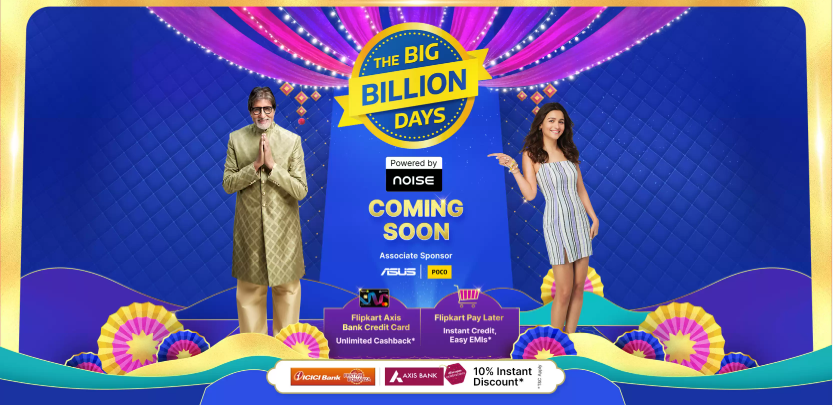 THE BIG
BILLION
DAYS
Powered by
noise
COMING
SOON
Associate Sponsor
ASUS
POCO
Flipkart Axis
Bank Credit Card
Unlimited Cashback*
Flipkart Pay Later
Instant Credit,
Easy EMIs*
ICICI Bank
AXIS BANK
10% Instant
Discount*